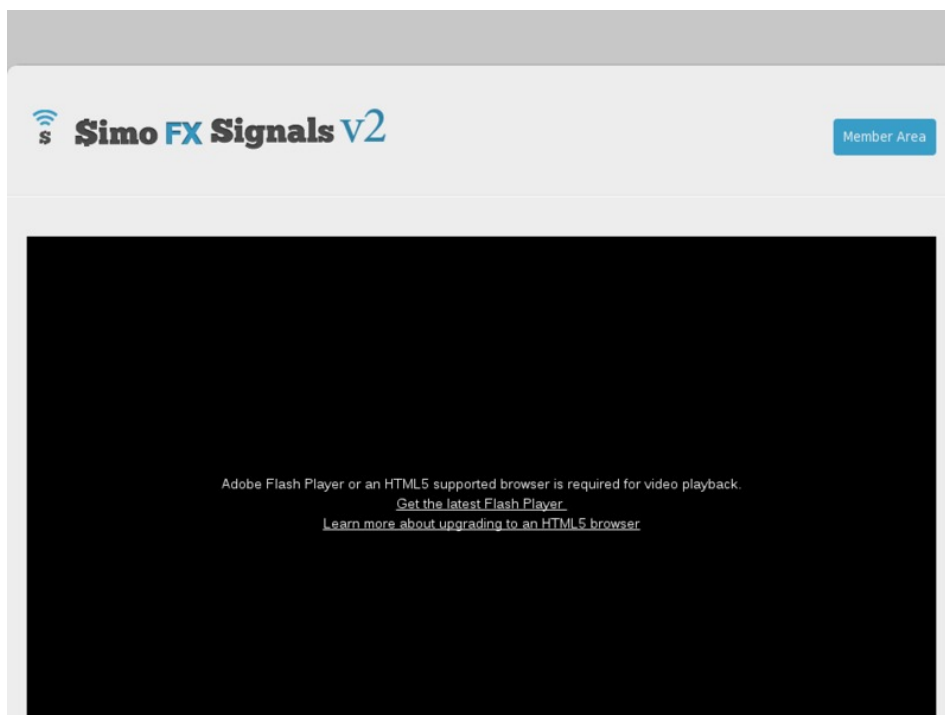 $
$imo FX Signals v2
Member Area
Adobe Flash Player or an HTML5 supported browser is required for video playback.
Get the latest Flash Player
Learn more about upgrading to an HTML5 browser